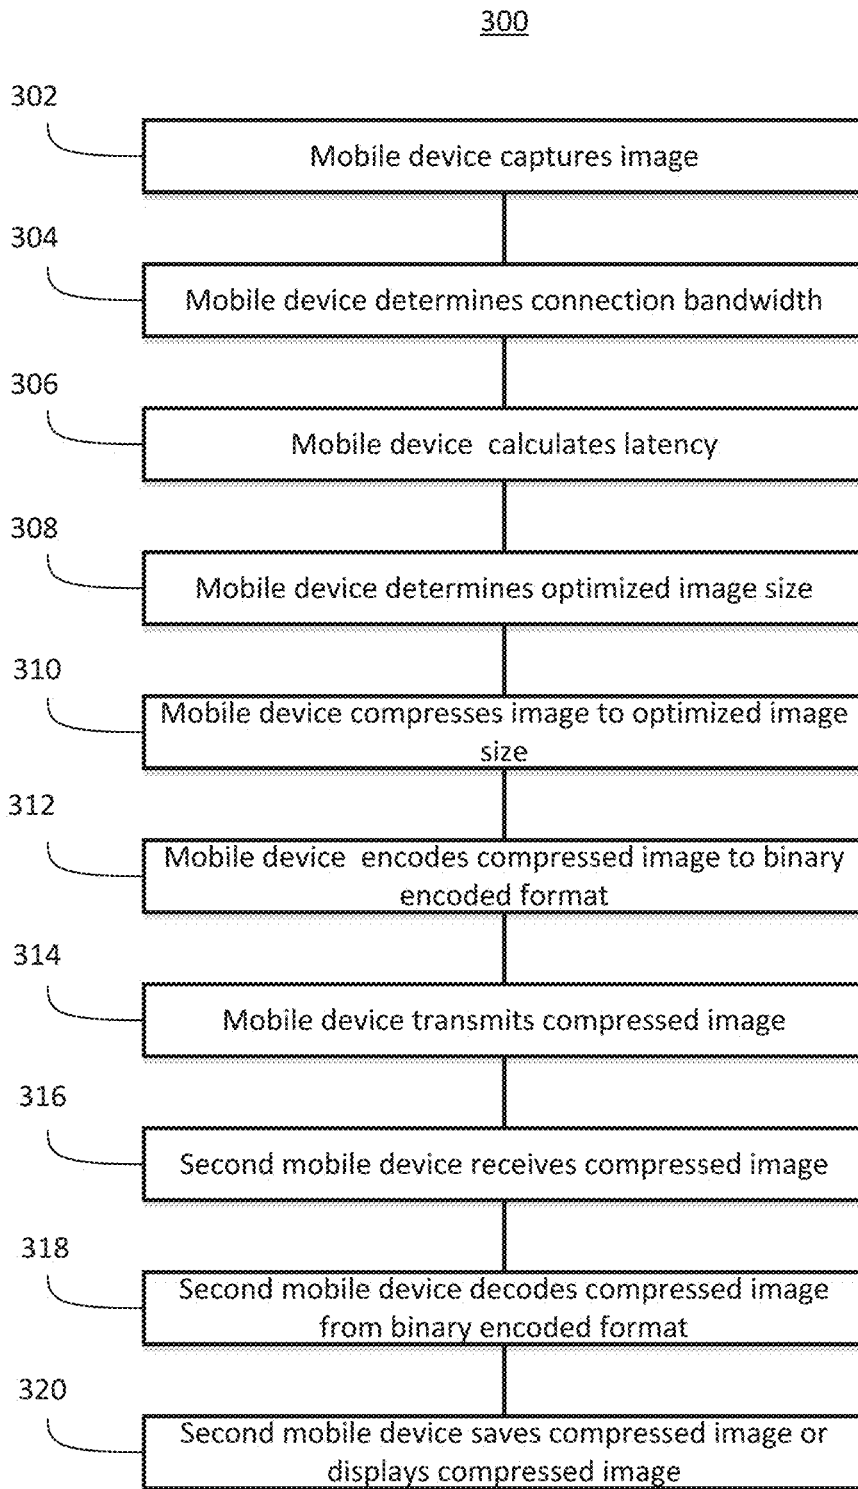 300
302
Mobile device captures image
304
Mobile device determines connection bandwidth
306
Mobile device calculates latency
308
Mobile device determines optimized image size
310
Mobile device compresses image to optimized image
size
312
Mobile device encodes compressed image to binary
encoded format
314
Mobile device transmits compressed image
316
Second mobile device receives compressed image
318
Second mobile device decodes compressed image
from binary encoded format
320
Second mobile device saves compressed image or
displays compressed image